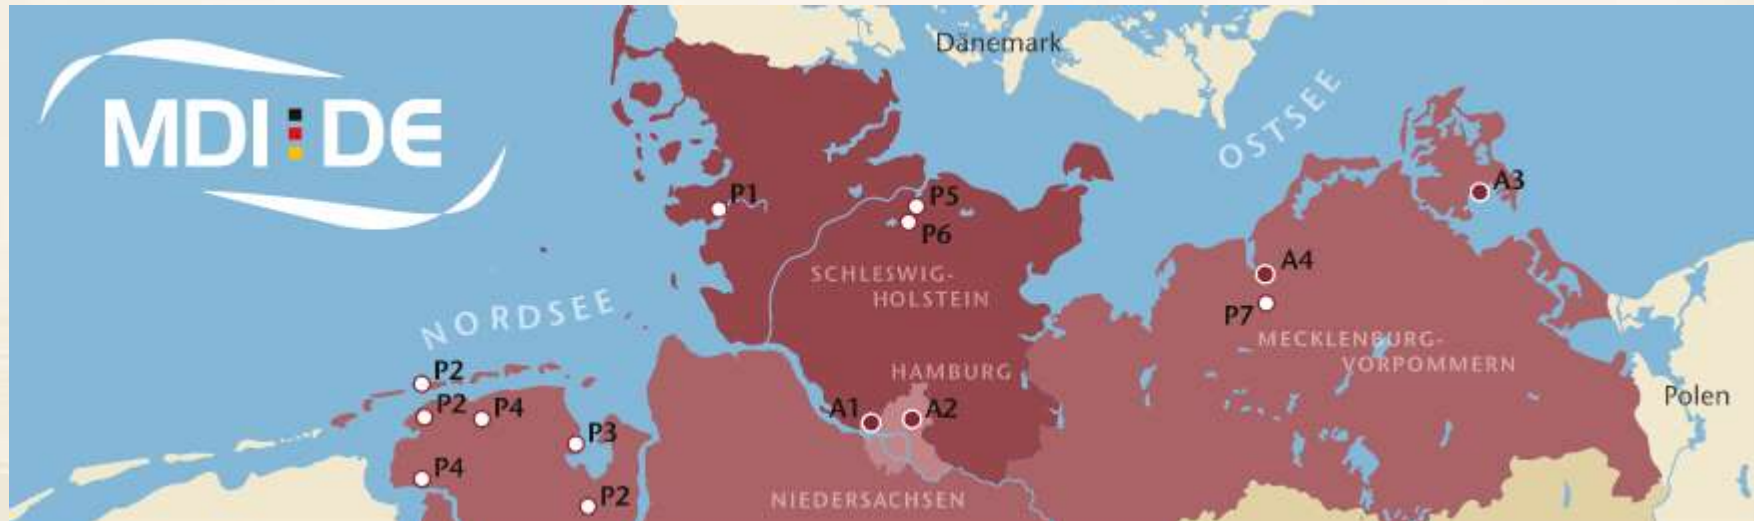 Dänemark
MDI DE
OSTSEE
P1
P5
P6
A3
A4
P7
SCHLESWIG-
HOLSTEIN
NORDSEE
MECKLENBURG-
VORPOMMERN
HAMBURG
Polen
P2
P2
P4
P3
P4
P2
A1
A2
NIEDERSACHSEN